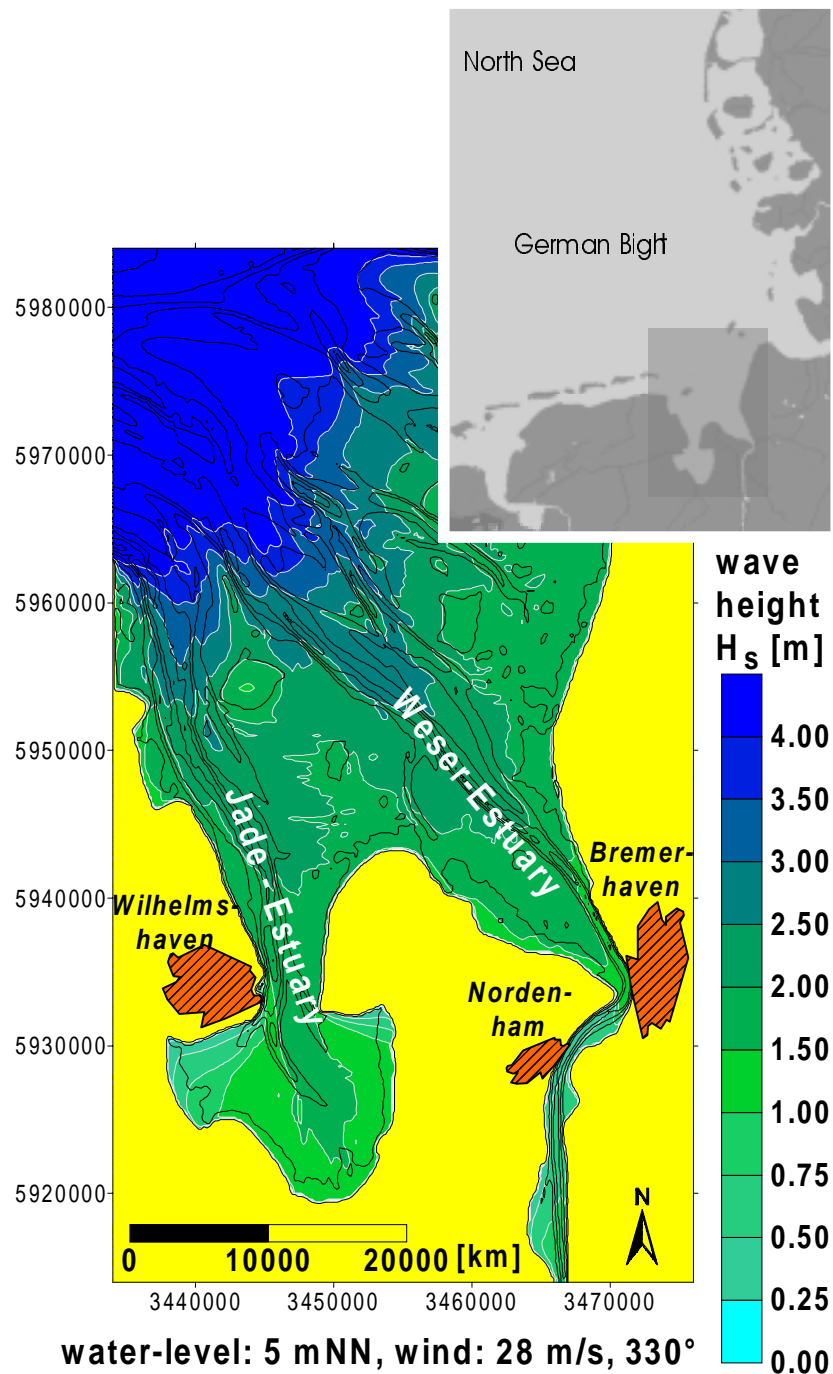 North Sea
German Bight
5980000
5970000
5960000
5950000
5940000
5930000
5920000
wave
height
Hs [m]
4.00
3.50
3.00
2.50
2.00
1.50
1.00
0.75
0.50
0.25
0.00
Weser-Estuary
Jade - Estuary
Bremer-
haven
Wilhelms-
haven
Norden-
ham
N
0 10000 20000 [km]
3440000 3450000 3460000 3470000
water-level: 5 mNN, wind: 28 m/s, 330°